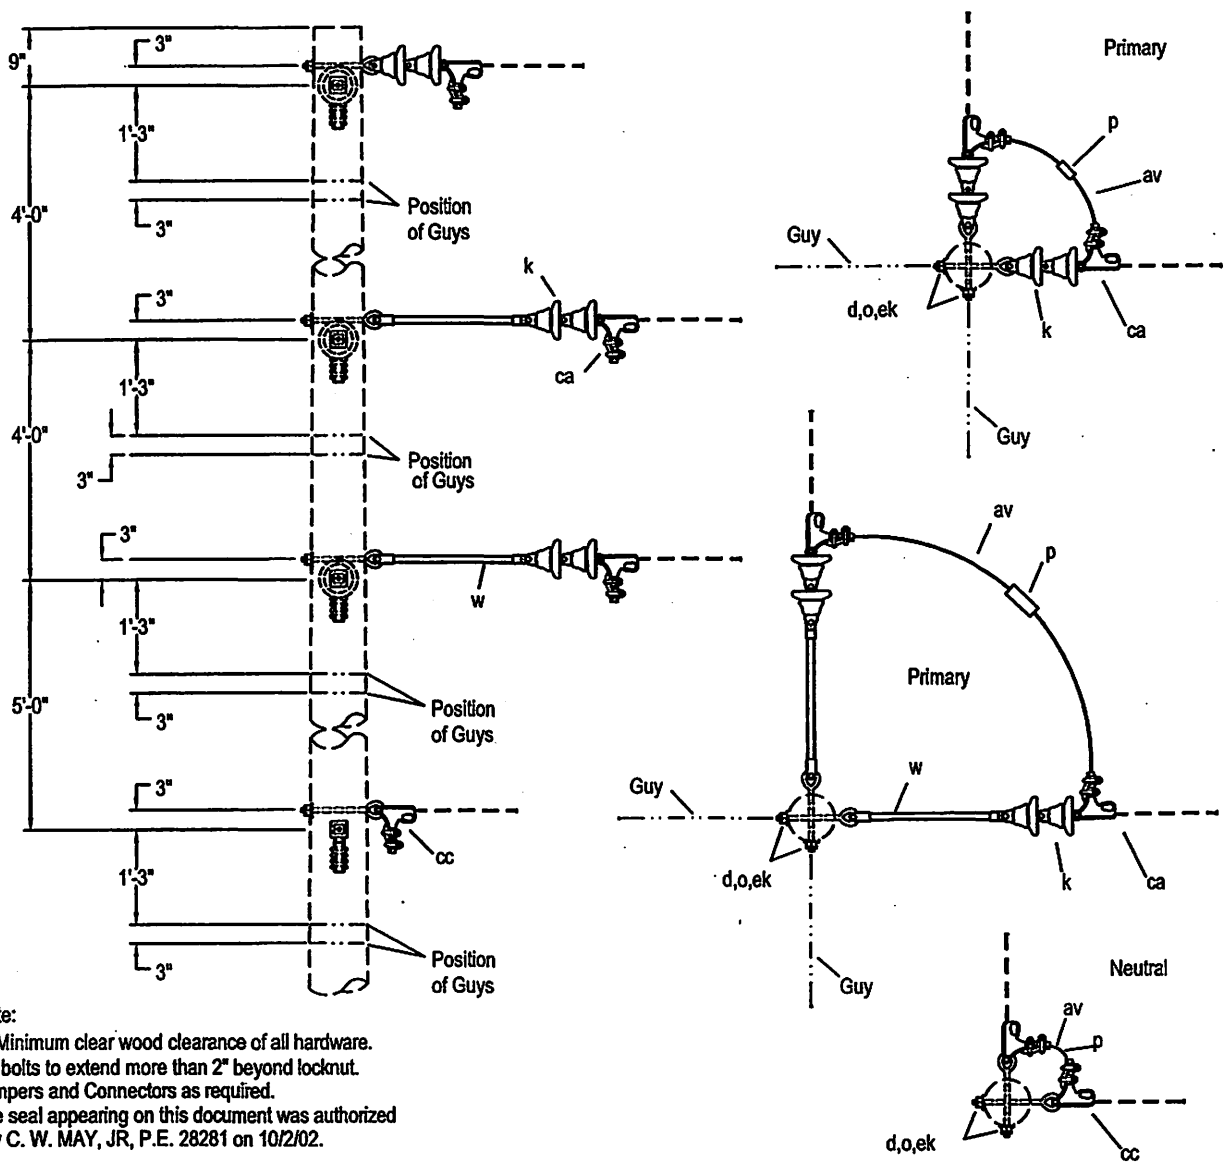 9"
3"
1'-3"
4'-0"
3"
Position
of Guys
3"
k
ca
1'-3"
4'-0"
3"
Position
of Guys
3"
w
1'-3"
5'-0"
3"
Position
of Guys
3"
cc
1'-3"
3"
Position
of Guys
Primary
p
av
Guy
d,o,ek
k
ca
Guy
av
p
Primary
w
Guy
d,o,ek
k
ca
Guy
Neutral
av
p
d,o,ek
cc
Minimum clear wood clearance of all hardware.
bolts to extend more than 2" beyond locknut.
and Connectors as required.
seal appearing on this document was authorized
C. W. MAY, JR, P.E. 28281 on 10/2/02.